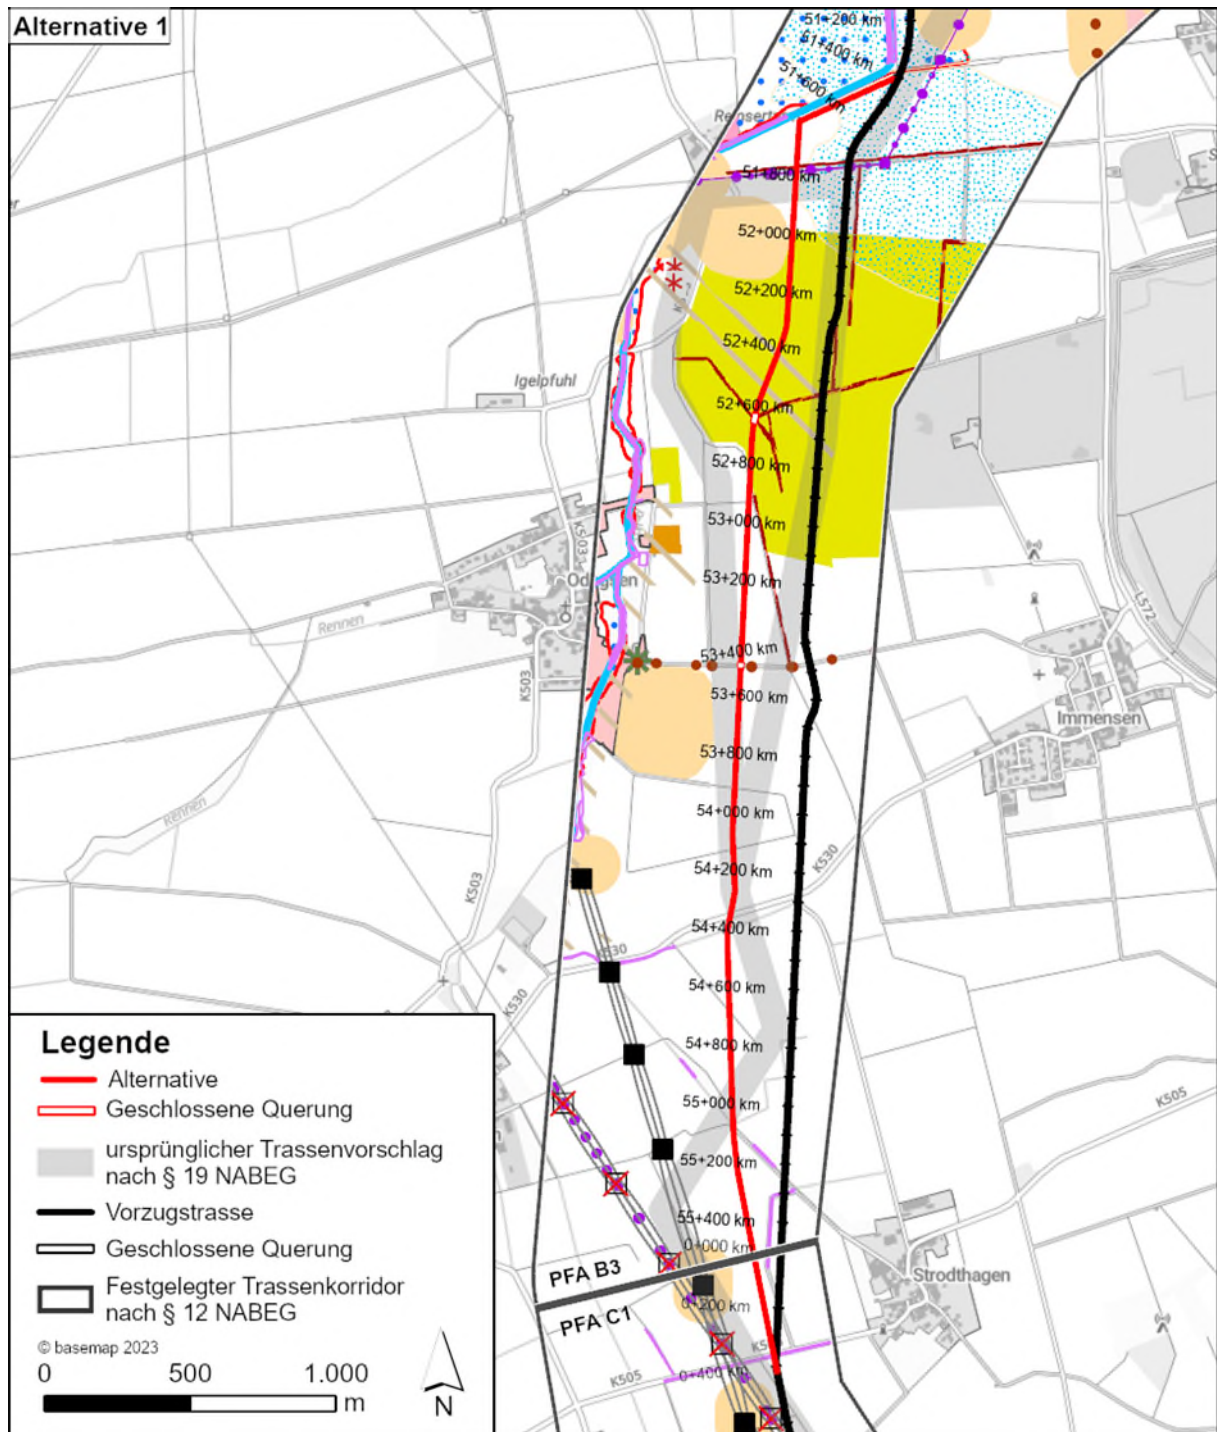 Alternative 1
51+200 km
51+400 km
51+600 km
51+800 km
52+000 km
52+200 km
52+400 km
Igelpfuhl
52+600 km
52+800 km
53+000 km
K503
53+200 km
L572
Rennen
53+400 km
K503
53+600 km
Immensen
53+800 km
54+000 km
Rennen
54+200 km
K530
K503
54+400 km
K530
54+600 km
K530
54+800 km
55+000 km
K505
55+200 km
55+400 km
0+000 km
PFA B3
Strodthagen
PFA C1
0+200 km
0+400 km
K505
Legende
Alternative
Geschlossene Querung
ursprünglicher Trassenvorschlag
nach § 19 NABEG
Vorzugstrasse
Geschlossene Querung
Festgelegter Trassenkorridor
nach § 12 NABEG
© basemap 2023
0 500 1.000
m
N